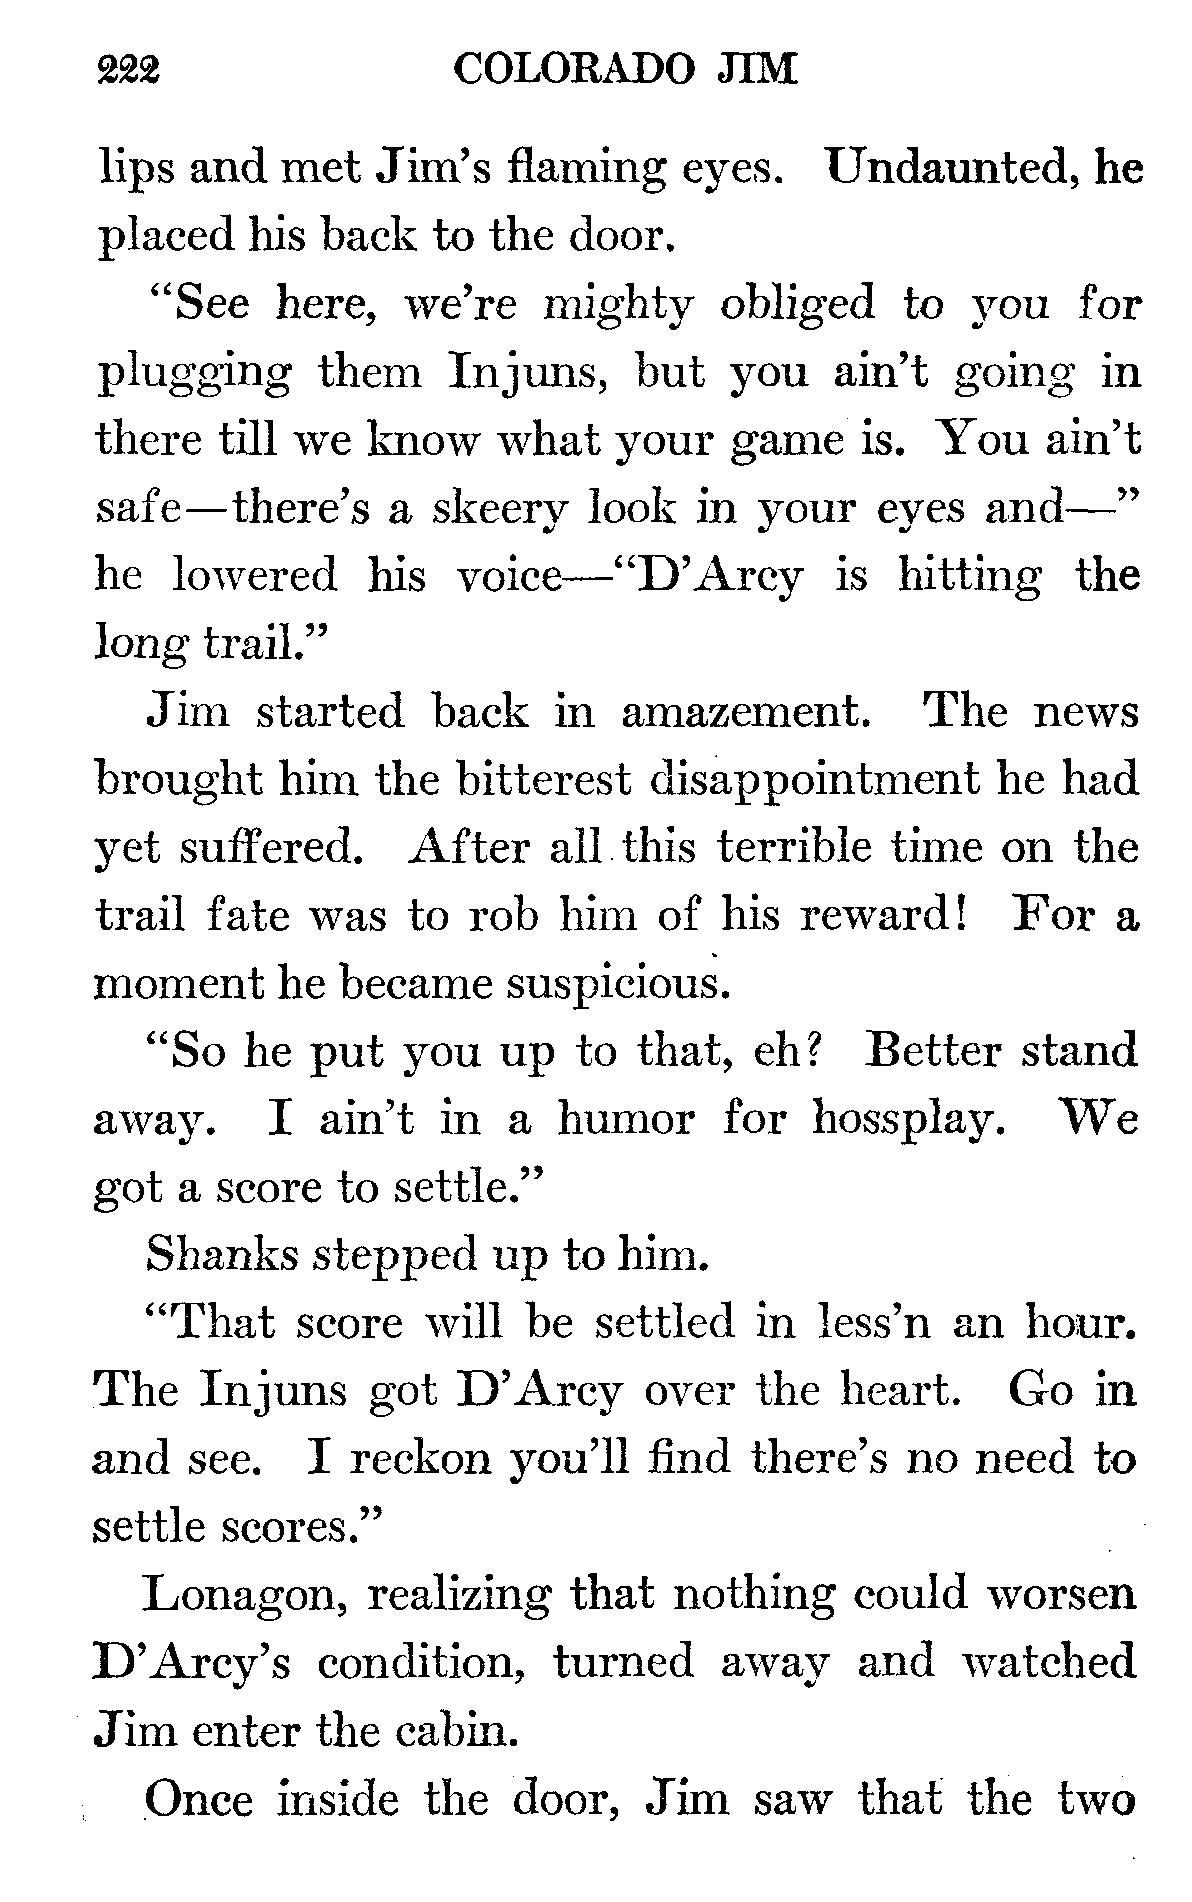 222 COLORADO JIM
lips and met Jim's flaming eyes. Undaunted, he
placed his back to the door.
"See here, we're mighty obliged to you for
plugging them Injuns, but you ain't going in
there till we know what your game is. You ain't
safe—there's a skeery look in your eyes and—"
he lowered his voice—"D'Arcy is hitting the
long trail."
Jim started back in amazement. The news
brought him the bitterest disappointment he had
yet suffered. After all this terrible time on the
trail fate was to rob him of his reward! For a
moment he became suspicious.
"So he put you up to that, eh? Better stand
away. I ain't in a humor for hossplay. We
got a score to settle."
Shanks stepped up to him.
"That score will be settled in less'n an hour.
The Injuns got D'Arcy over the heart. Go in
and see. I reckon you'll find there's no need to
settle scores."
Lonagon, realizing that nothing could worsen
D'Arcy's condition, turned away and watched
Jim enter the cabin.
Once inside the door, Jim saw that the two